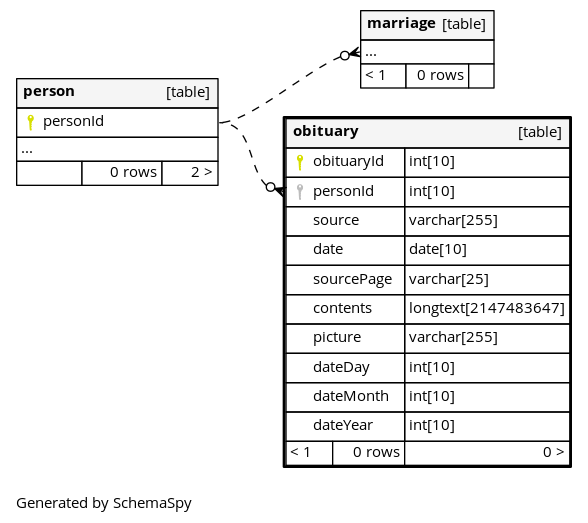 marriage [table]
...
< 1 0 rows
person [table]
personId
...
0 rows 2 >
obituary [table]
obituaryId int[10]
personId int[10]
source varchar[255]
date date[10]
sourcePage varchar[25]
contents longtext[2147483647]
picture varchar[255]
dateDay int[10]
dateMonth int[10]
dateYear int[10]
< 1 0 rows 0 >
Generated by SchemaSpy